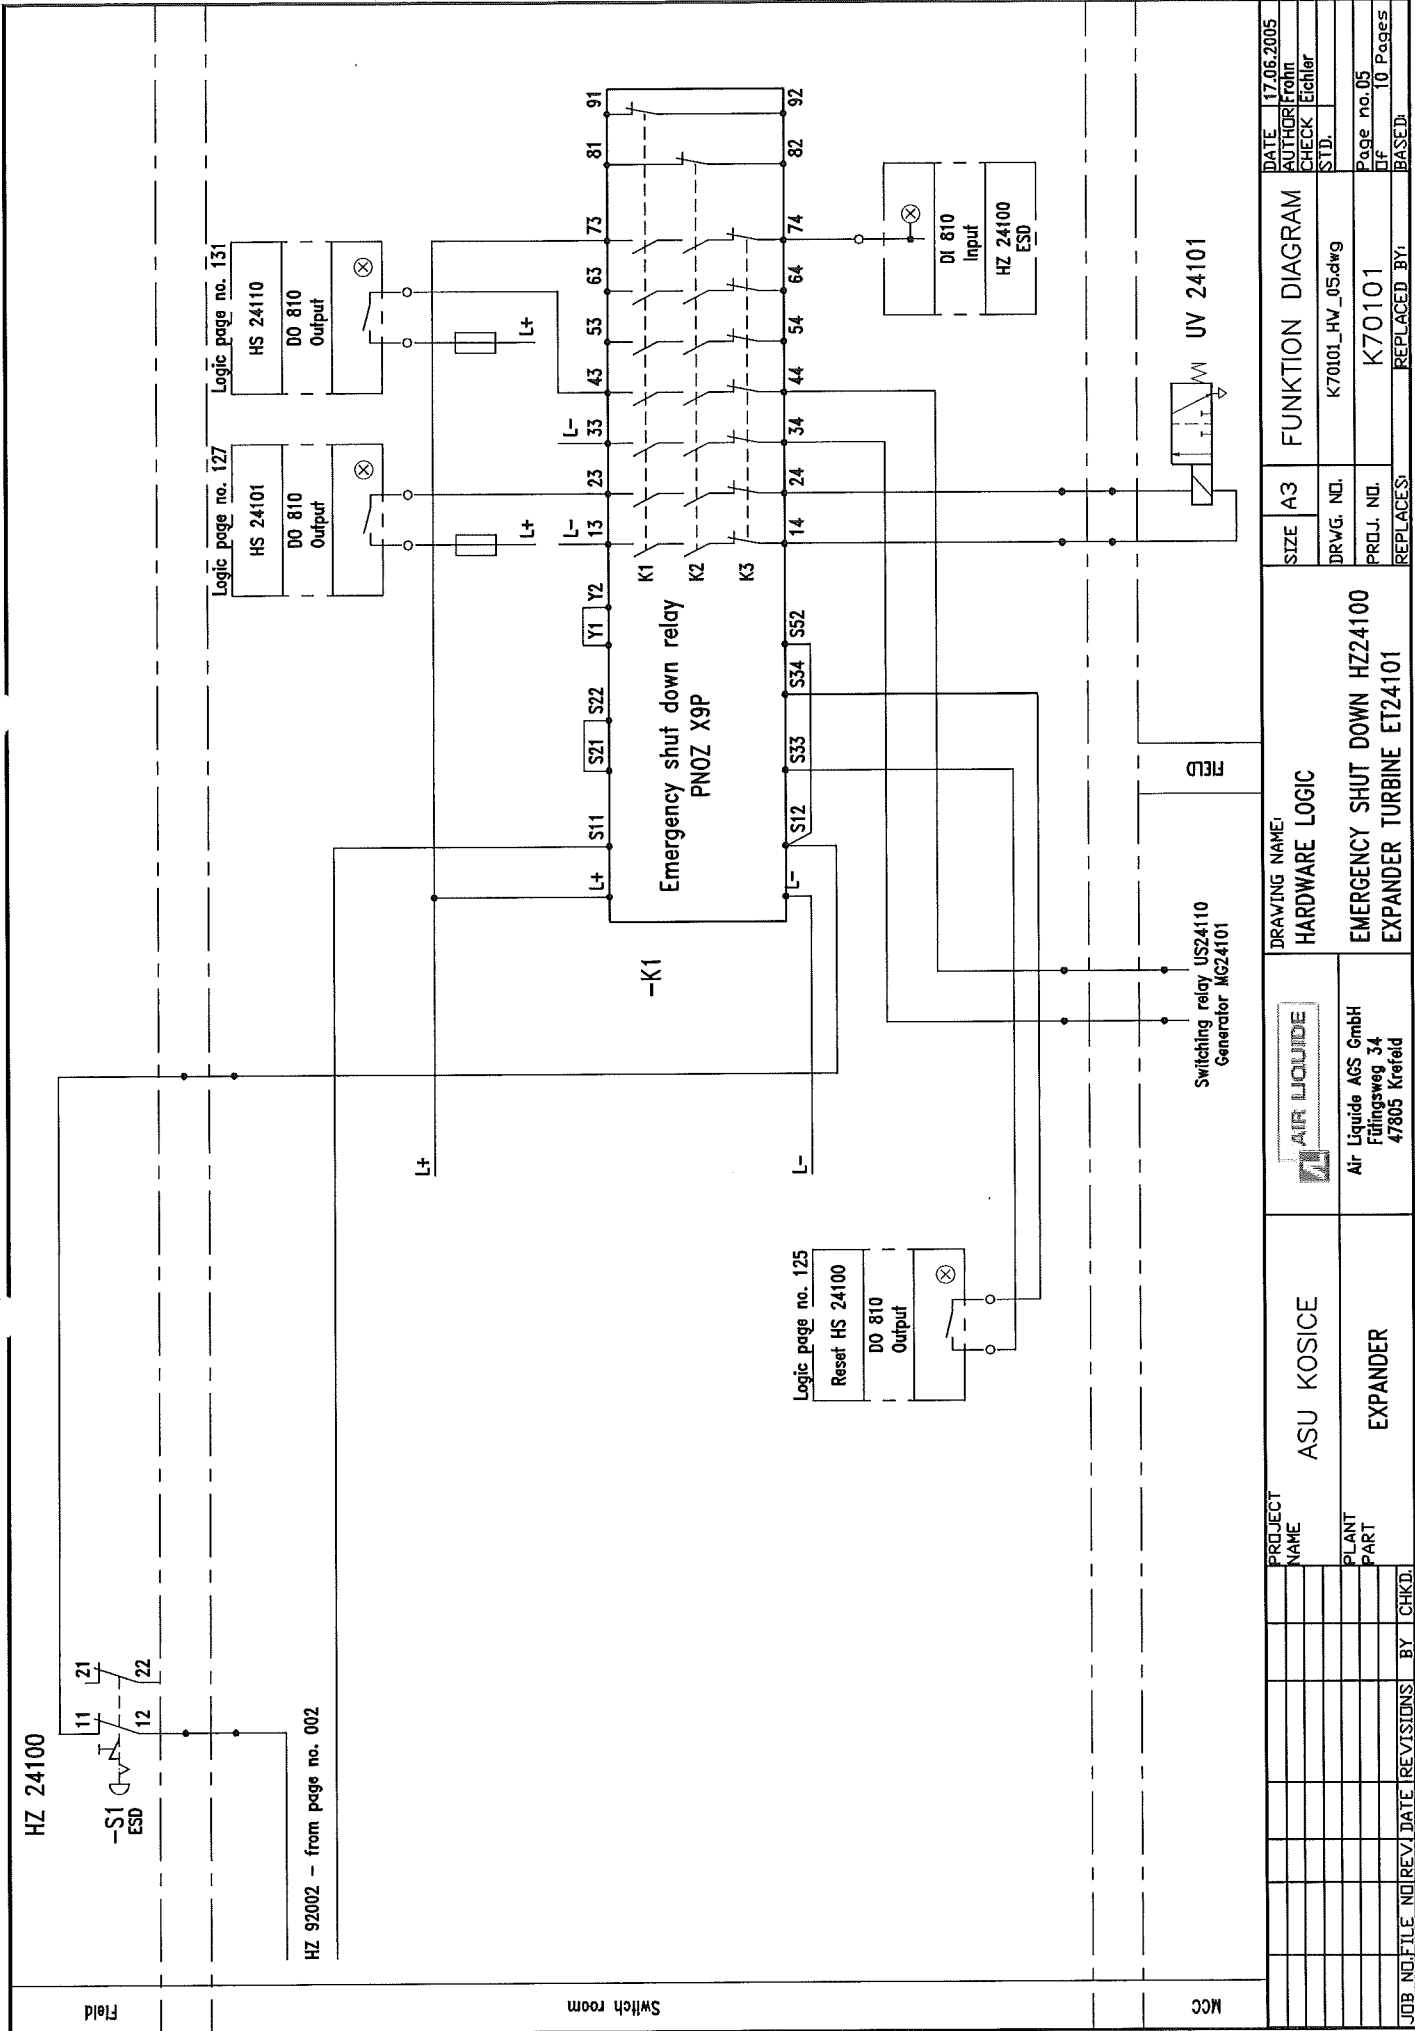 Field
Switch room
MCC
HZ 24100
-S1
ESD
11
21
12
22
HZ 92002 - from page no. 002
L+
L-
Logic page no. 125
Reset HS 24100
DO 810
Output
Logic page no. 127
HS 24101
DO 810
Output
L+
Logic page no. 131
HS 24110
DO 810
Output
L+
-K1
L+
S11
S21
S22
Y1
Y2
L-
13
23
L-
33
43
53
63
73
81
91
Emergency shut down relay
PNOZ X9P
K1
K2
K3
L-
S12
S33
S34
S52
14
24
34
44
54
64
74
82
92
DI 810
Input
HZ 24100
ESD
Switching relay US24110
Generator MG24101
FIELD
UV 24101
JOB NO.
FILE NO
REV.
DATE
REVISIONS
BY
CHKD.
PROJECT
NAME
ASU KOSICE
PLANT
PART
EXPANDER
AIR LIQUIDE
Air Liquide AGS GmbH
Fütingsweg 34
47805 Krefeld
DRAWING NAME:
HARDWARE LOGIC
EMERGENCY SHUT DOWN HZ24100
EXPANDER TURBINE ET24101
SIZE
A3
FUNKTION DIAGRAM
DRWG. NO.
K70101_HW_05.dwg
PROJ. NO.
K70101
REPLACES:
REPLACED BY:
BASED:
DATE
17.06.2005
AUTHOR
Frohn
CHECK
Eichler
STD.
Page no.05
Of 10 Pages